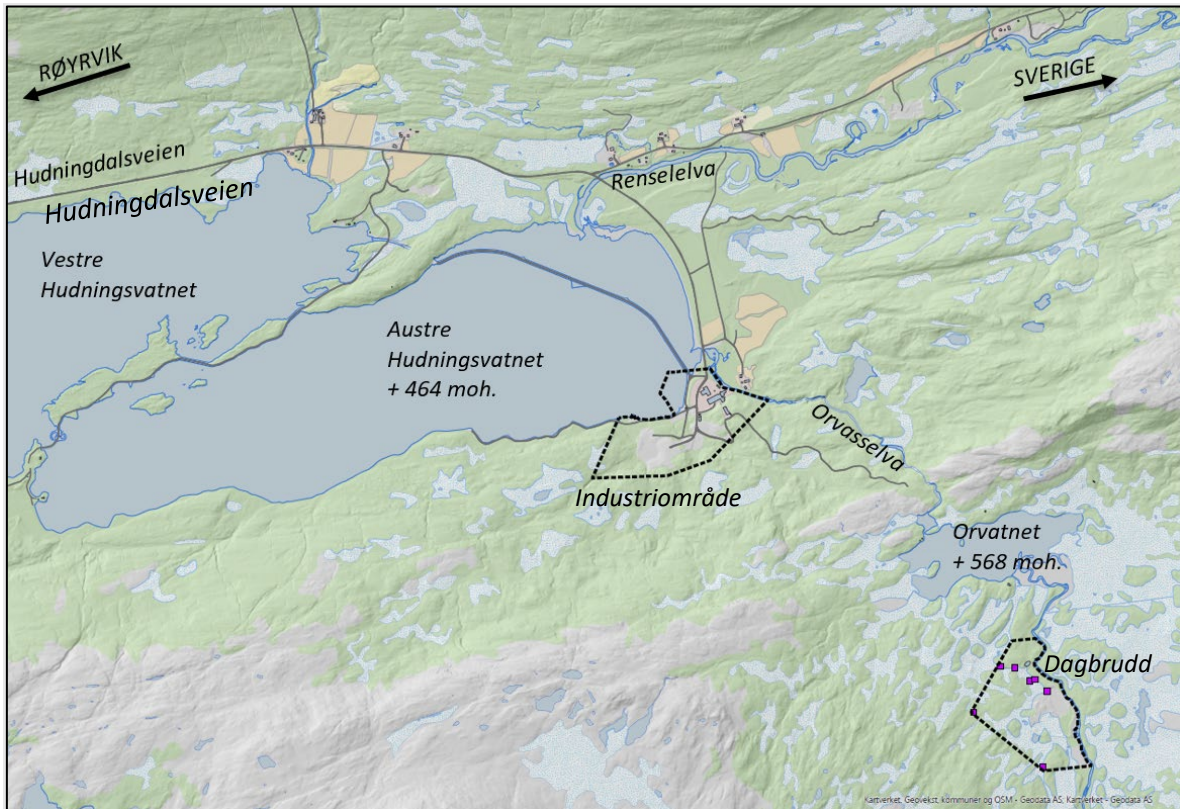 RØYRVIK
SVERIGE
Hudningdalsveien
Hudningdalsveien
Renselelva
Vestre
Hudningsvatnet
Austre
Hudningsvatnet
+ 464 moh.
Orvasselva
Industriområde
Orvatnet
+ 568 moh.
Dagbrudd
Kartverket, Geovekst, kommuner og OSM - Geodata AS; Kartverket - Geodata AS